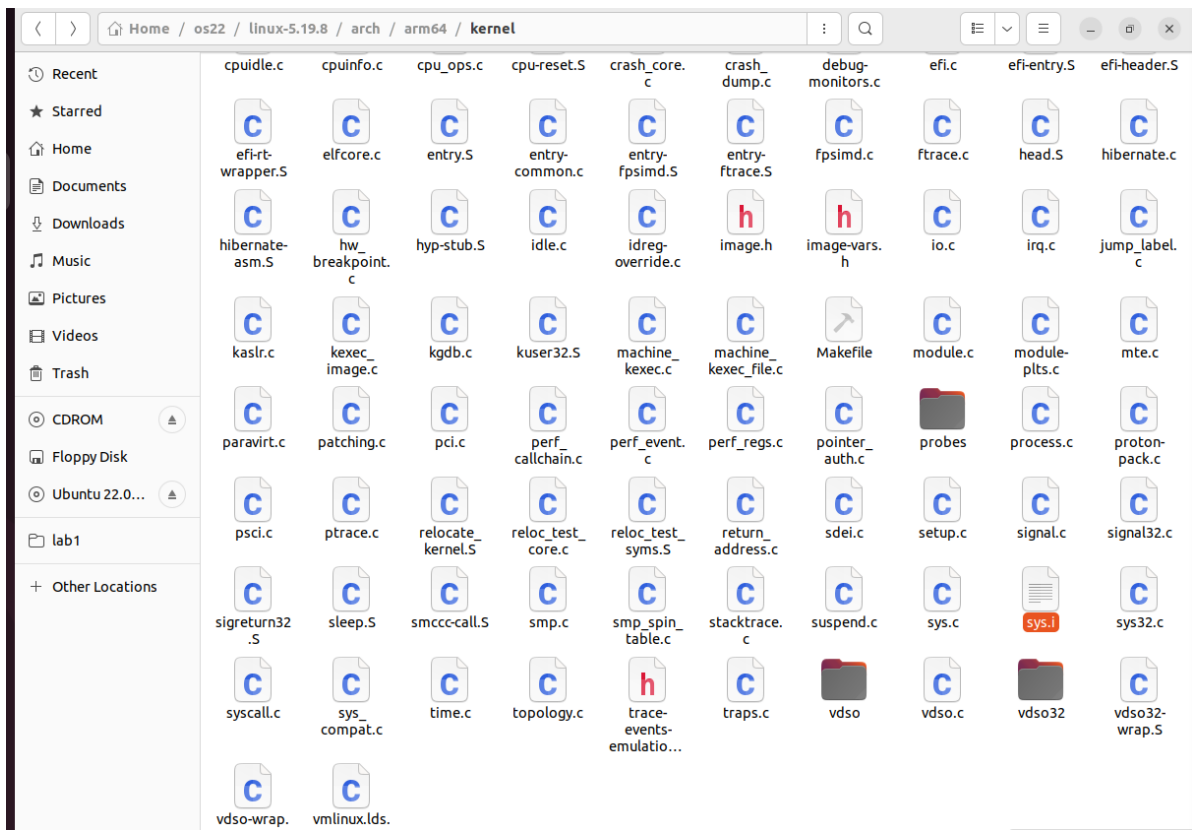 Home / os22 / linux-5.19.8 / arch / arm64 / kernel
Recent
Starred
Home
Documents
Downloads
Music
Pictures
Videos
Trash
CDROM
Floppy Disk
Ubuntu 22.0...
lab1
+ Other Locations
cpuidle.c cpuinfo.c cpu_ops.c cpu-reset.S crash_core. crash_ debug- efi.c efi-entry.S efi-header.S
c dump.c monitors.c
efi-rt- elfcore.c entry.S entry- entry- entry- fpsimd.c ftrace.c head.S hibernate.c
wrapper.S common.c fpsimd.S ftrace.S
hibernate- hw_ hyp-stub.S idle.c idreg- image.h image-vars. io.c irq.c jump_label.
asm.S breakpoint. override.c h c
c
kaslr.c kexec_ kgdb.c kuser32.S machine_ machine_ Makefile module.c module- mte.c
image.c kexec.c kexec_file.c plts.c
paravirt.c patching.c pci.c perf_ perf_event. perf_regs.c pointer_ probes process.c proton-
callchain.c c auth.c pack.c
psci.c ptrace.c relocate_ reloc_test_ reloc_test_ return_ sdei.c setup.c signal.c signal32.c
kernel.S core.c syms.S address.c
sigreturn32 sleep.S smccc-call.S smp.c smp_spin_ stacktrace. suspend.c sys.c sys.i sys32.c
.S table.c c
syscall.c sys_ time.c topology.c trace- traps.c vdso vdso.c vdso32 vdso32-
compat.c events- wrap.S
emulatio...
vdso-wrap. vmlinux.lds.